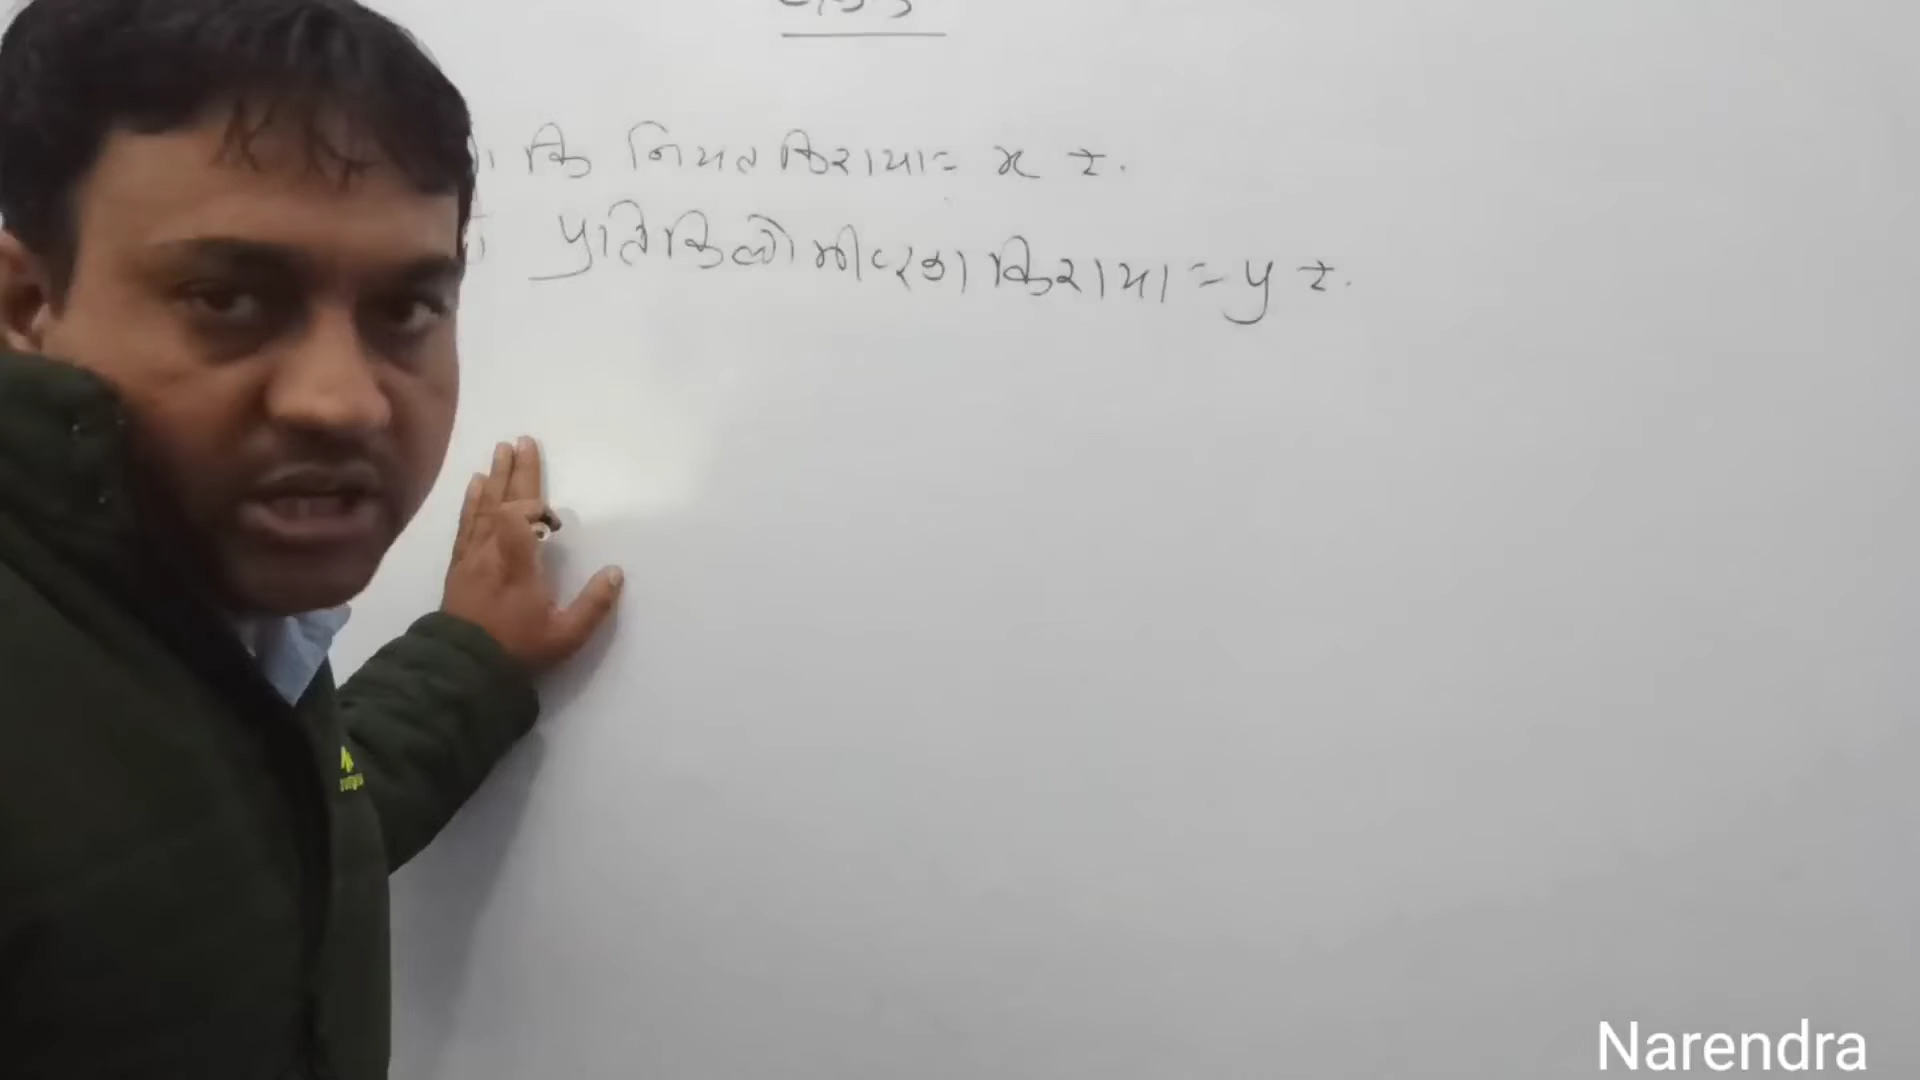 कि नियत किराया = x रु.
प्रति किलोमीटर का किराया = y रु.
Narendra